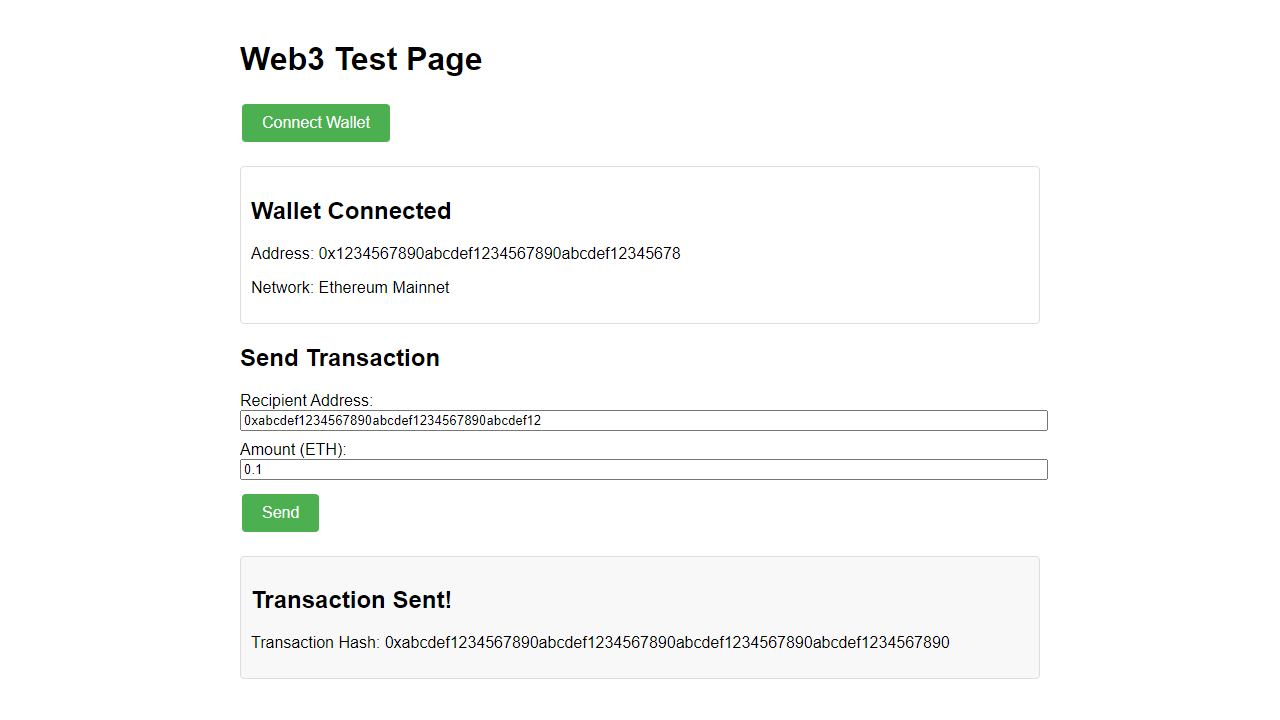 Web3 Test Page
Connect Wallet
Wallet Connected
Address: 0x1234567890abcdef1234567890abcdef12345678
Network: Ethereum Mainnet
Send Transaction
Recipient Address:
0xabcdef1234567890abcdef1234567890abcdef12
Amount (ETH):
0.1
Send
Transaction Sent!
Transaction Hash: 0xabcdef1234567890abcdef1234567890abcdef1234567890abcdef1234567890